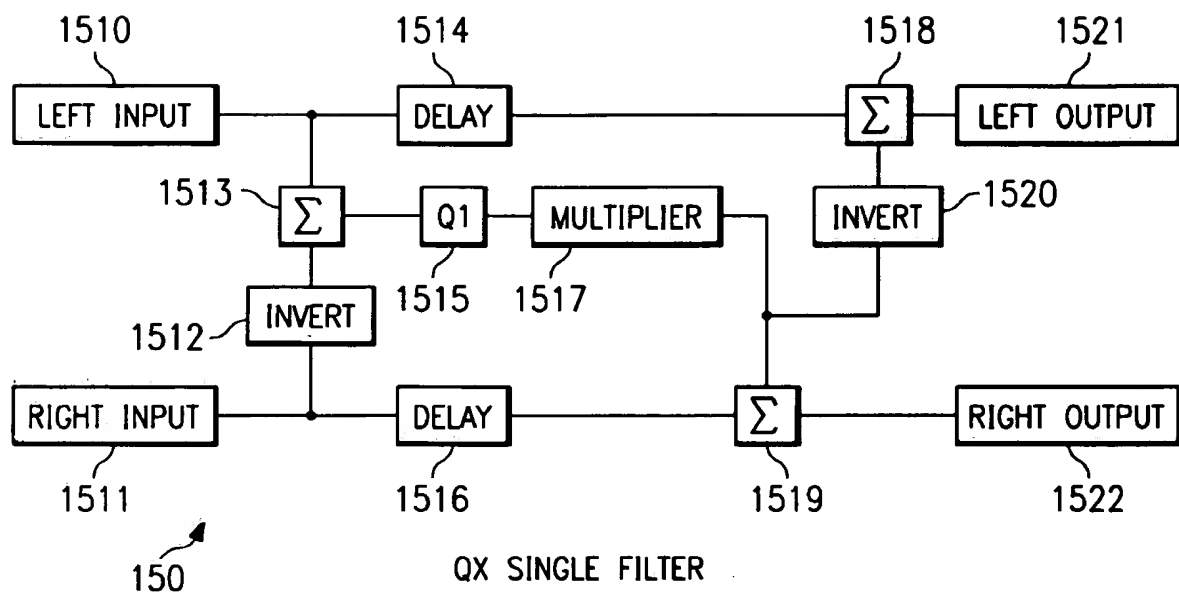 1510
1514
1518
1521
LEFT INPUT
DELAY
Σ
LEFT OUTPUT
1513
Σ
Q1
MULTIPLIER
INVERT
1520
1515
1517
1512
INVERT
RIGHT INPUT
DELAY
Σ
RIGHT OUTPUT
1511
1516
1519
1522
150
QX SINGLE FILTER